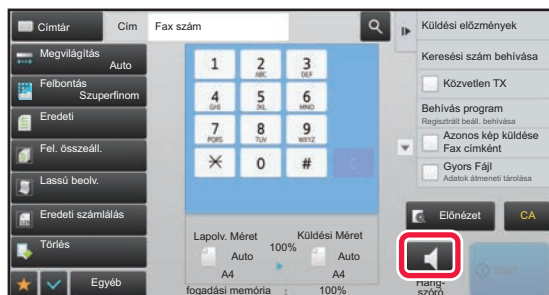 Címtár
Cím
Fax szám
Megvilágítás
Auto
Felbontás
Szuperfinom
Eredeti
Fel. összeáll.
Lassú beolv.
Eredeti számlálás
Törlés
Egyéb
1
2
ABC
3
DEF
4
GHI
5
JKL
6
MNO
7
PQRS
8
TUV
9
WXYZ
0
#
C
Lapolv. Méret
100%
Küldési Méret
Auto
A4
Auto
A4
fogadási memória : 100%
Küldési előzmények
Keresési szám behívása
Közvetlen TX
Behívás program
Regisztrált beáll. behívása
Azonos kép küldése
Fax címként
Gyors Fájl
Adatok átmeneti tárolása
Előnézet
CA
Hang-
szóró
Start